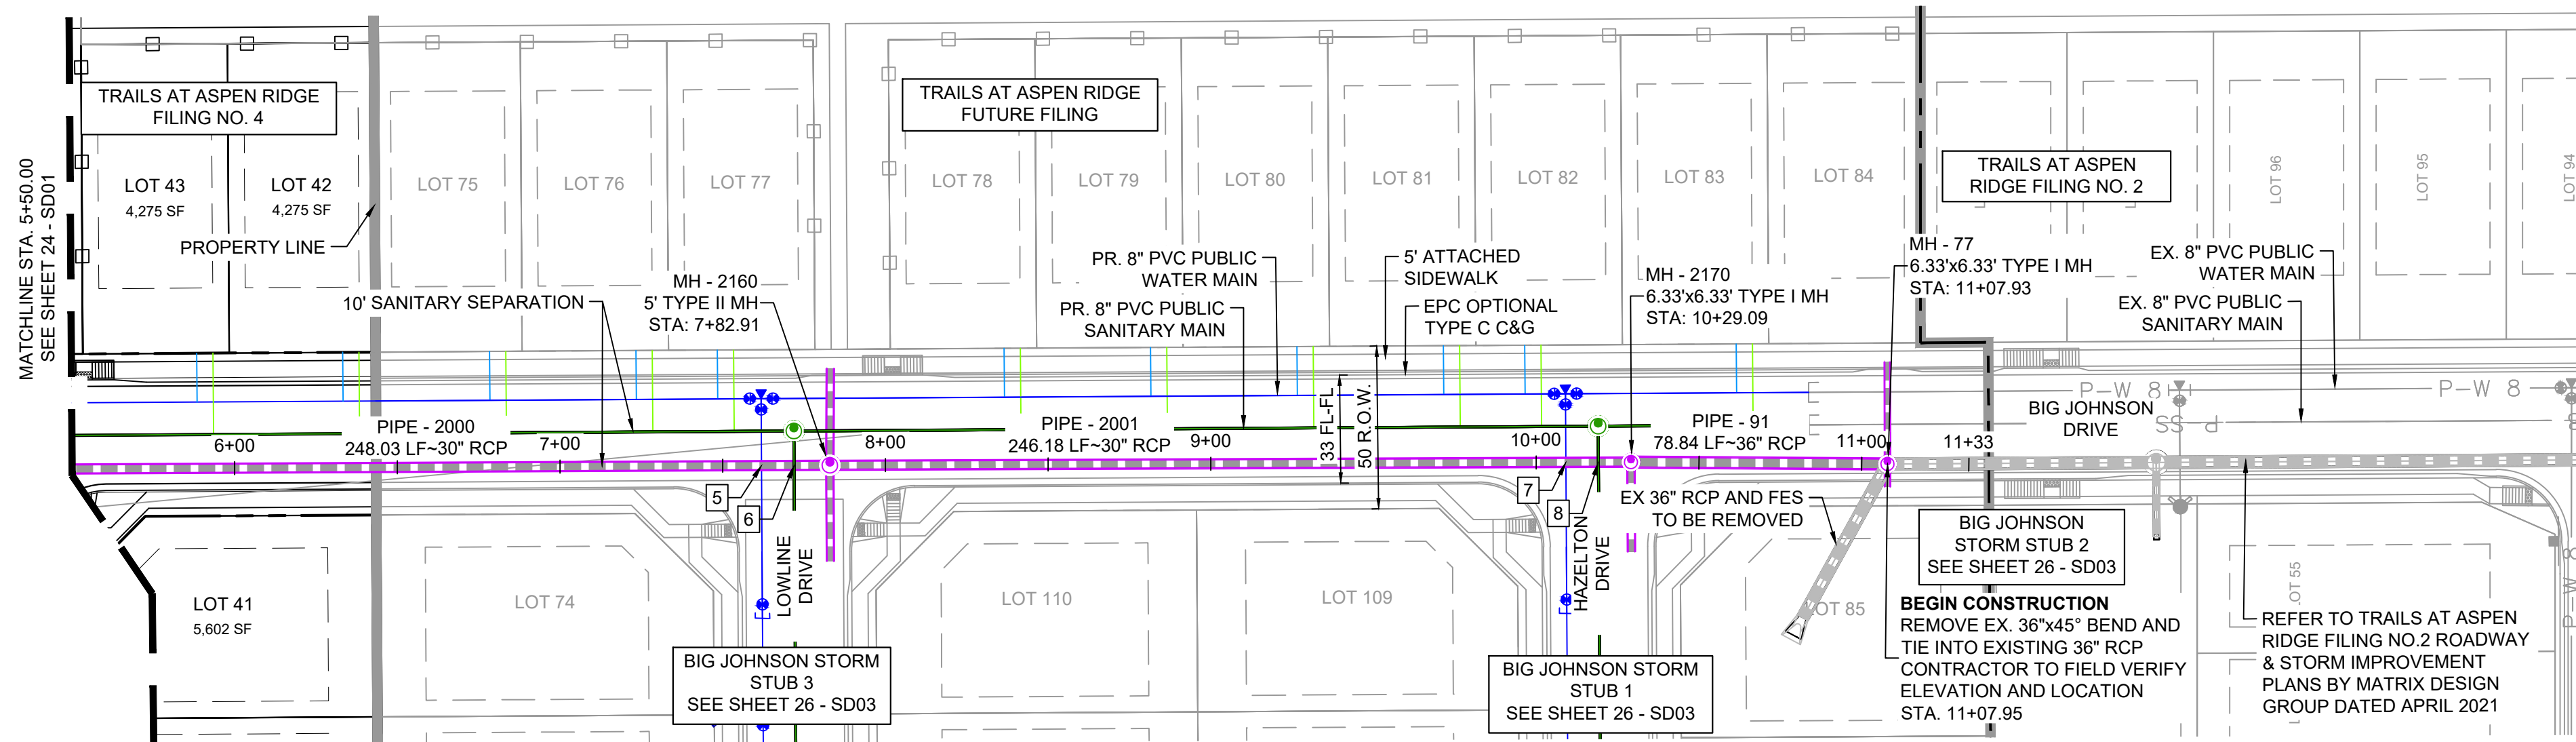 MATCHLINE STA. 5+50.00
SEE SHEET 24 - SD01
TRAILS AT ASPEN RIDGE
FILING NO. 4
TRAILS AT ASPEN RIDGE
FUTURE FILING
TRAILS AT ASPEN
RIDGE FILING NO. 2
LOT 43
4,275 SF
LOT 42
4,275 SF
LOT 75
LOT 76
LOT 77
LOT 78
LOT 79
LOT 80
LOT 81
LOT 82
LOT 83
LOT 84
LOT 96
LOT 95
LOT 94
PROPERTY LINE
10' SANITARY SEPARATION
MH - 2160
5' TYPE II MH
STA: 7+82.91
PR. 8" PVC PUBLIC
WATER MAIN
PR. 8" PVC PUBLIC
SANITARY MAIN
5' ATTACHED
SIDEWALK
EPC OPTIONAL
TYPE C C&G
MH - 2170
6.33'x6.33' TYPE I MH
STA: 10+29.09
MH - 77
6.33'x6.33' TYPE I MH
STA: 11+07.93
EX. 8" PVC PUBLIC
WATER MAIN
EX. 8" PVC PUBLIC
SANITARY MAIN
33 FL-FL
50 R.O.W.
P-W 8
P-W 8
P-SS
8
BIG JOHNSON
DRIVE
6+00
PIPE - 2000
248.03 LF~30" RCP
7+00
8+00
PIPE - 2001
246.18 LF~30" RCP
9+00
10+00
PIPE - 91
78.84 LF~36" RCP
11+00
11+33
5
6
7
8
LOWLINE
DRIVE
HAZELTON
DRIVE
EX 36" RCP AND FES
TO BE REMOVED
BIG JOHNSON
STORM STUB 2
SEE SHEET 26 - SD03
LOT 41
5,602 SF
LOT 74
LOT 110
LOT 109
LOT 85
LOT 55
P-W 8
BIG JOHNSON STORM
STUB 3
SEE SHEET 26 - SD03
BIG JOHNSON STORM
STUB 1
SEE SHEET 26 - SD03
BEGIN CONSTRUCTION
REMOVE EX. 36"x45° BEND AND
TIE INTO EXISTING 36" RCP
CONTRACTOR TO FIELD VERIFY
ELEVATION AND LOCATION
STA. 11+07.95
REFER TO TRAILS AT ASPEN
RIDGE FILING NO.2 ROADWAY
& STORM IMPROVEMENT
PLANS BY MATRIX DESIGN
GROUP DATED APRIL 2021